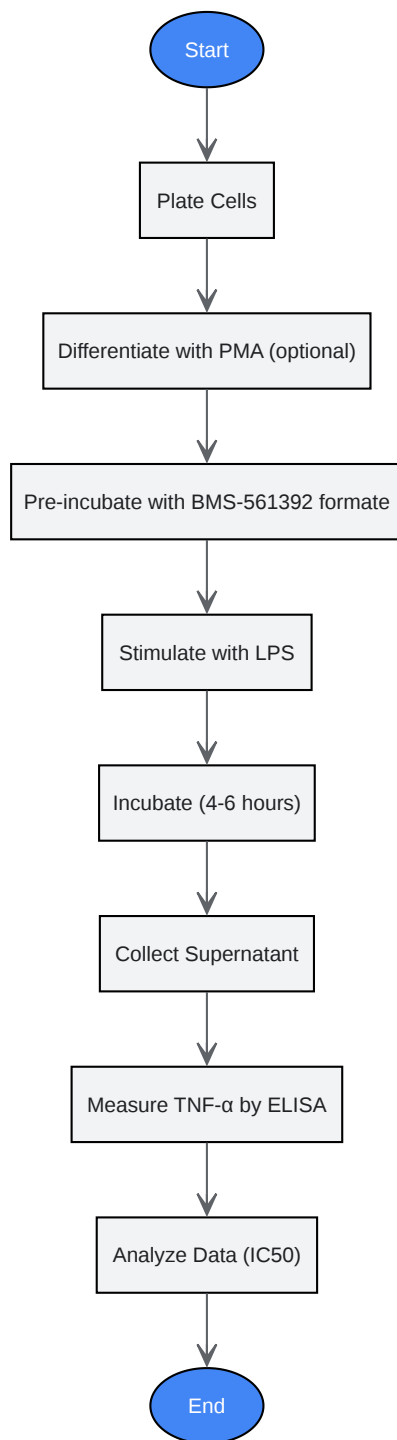 Start
Plate Cells
Differentiate with PMA (optional)
Pre-incubate with BMS-561392 formate
Stimulate with LPS
Incubate (4-6 hours)
Collect Supernatant
Measure TNF-α by ELISA
Analyze Data (IC50)
End